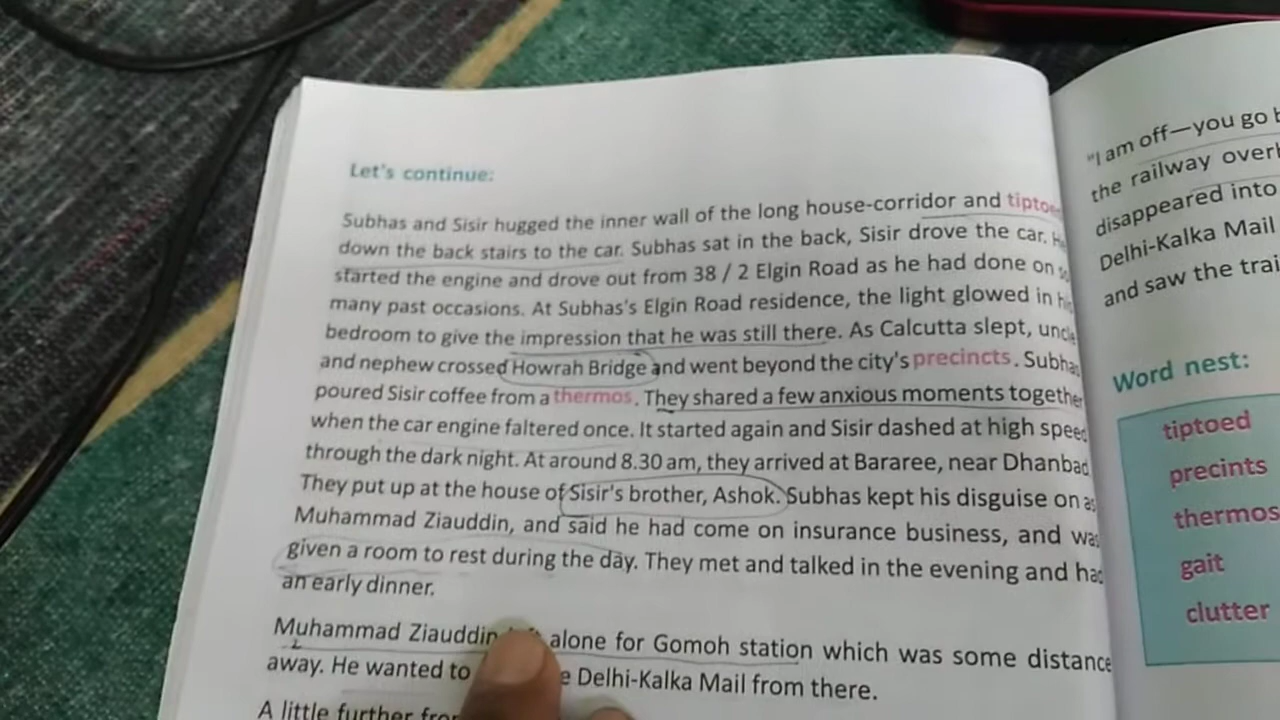 Let's continue:
Subhas and Sisir hugged the inner wall of the long house-corridor and tiptoe
down the back stairs to the car. Subhas sat in the back, Sisir drove the car.
started the engine and drove out from 38 / 2 Elgin Road as he had done on
many past occasions. At Subhas's Elgin Road residence, the light glowed in
bedroom to give the impression that he was still there. As Calcutta slept, uncle
and nephew crossed Howrah Bridge and went beyond the city's precincts. Subhas
poured Sisir coffee from a thermos. They shared a few anxious moments together
when the car engine faltered once. It started again and Sisir dashed at high speed
through the dark night. At around 8.30 am, they arrived at Bararee, near Dhanbad
They put up at the house of Sisir's brother, Ashok. Subhas kept his disguise on as
Muhammad Ziauddin, and said he had come on insurance business, and was
given a room to rest during the day. They met and talked in the evening and had
an early dinner.
Muhammad Ziauddin alone for Gomoh station which was some distance
away. He wanted to Delhi-Kalka Mail from there.
A little further
"I am off—you go
the railway
disappeared into
Delhi-Kalka Mail
and saw the
Word nest:
tiptoed
precints
thermos
gait
clutter